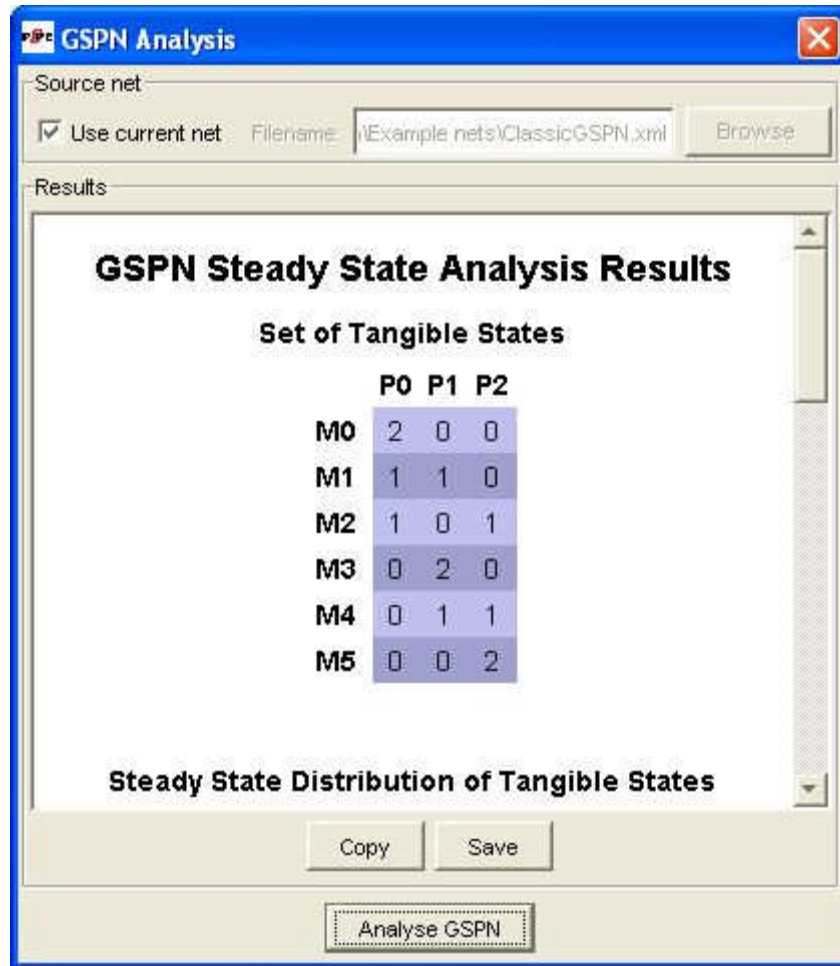 GSPN Analysis
Source net
Use current net Filename: \Example nets\ClassicGSPN.xml Browse
Results
GSPN Steady State Analysis Results
Set of Tangible States
P0 P1 P2
M0 2 0 0
M1 1 1 0
M2 1 0 1
M3 0 2 0
M4 0 1 1
M5 0 0 2
Steady State Distribution of Tangible States
Copy Save
Analyse GSPN